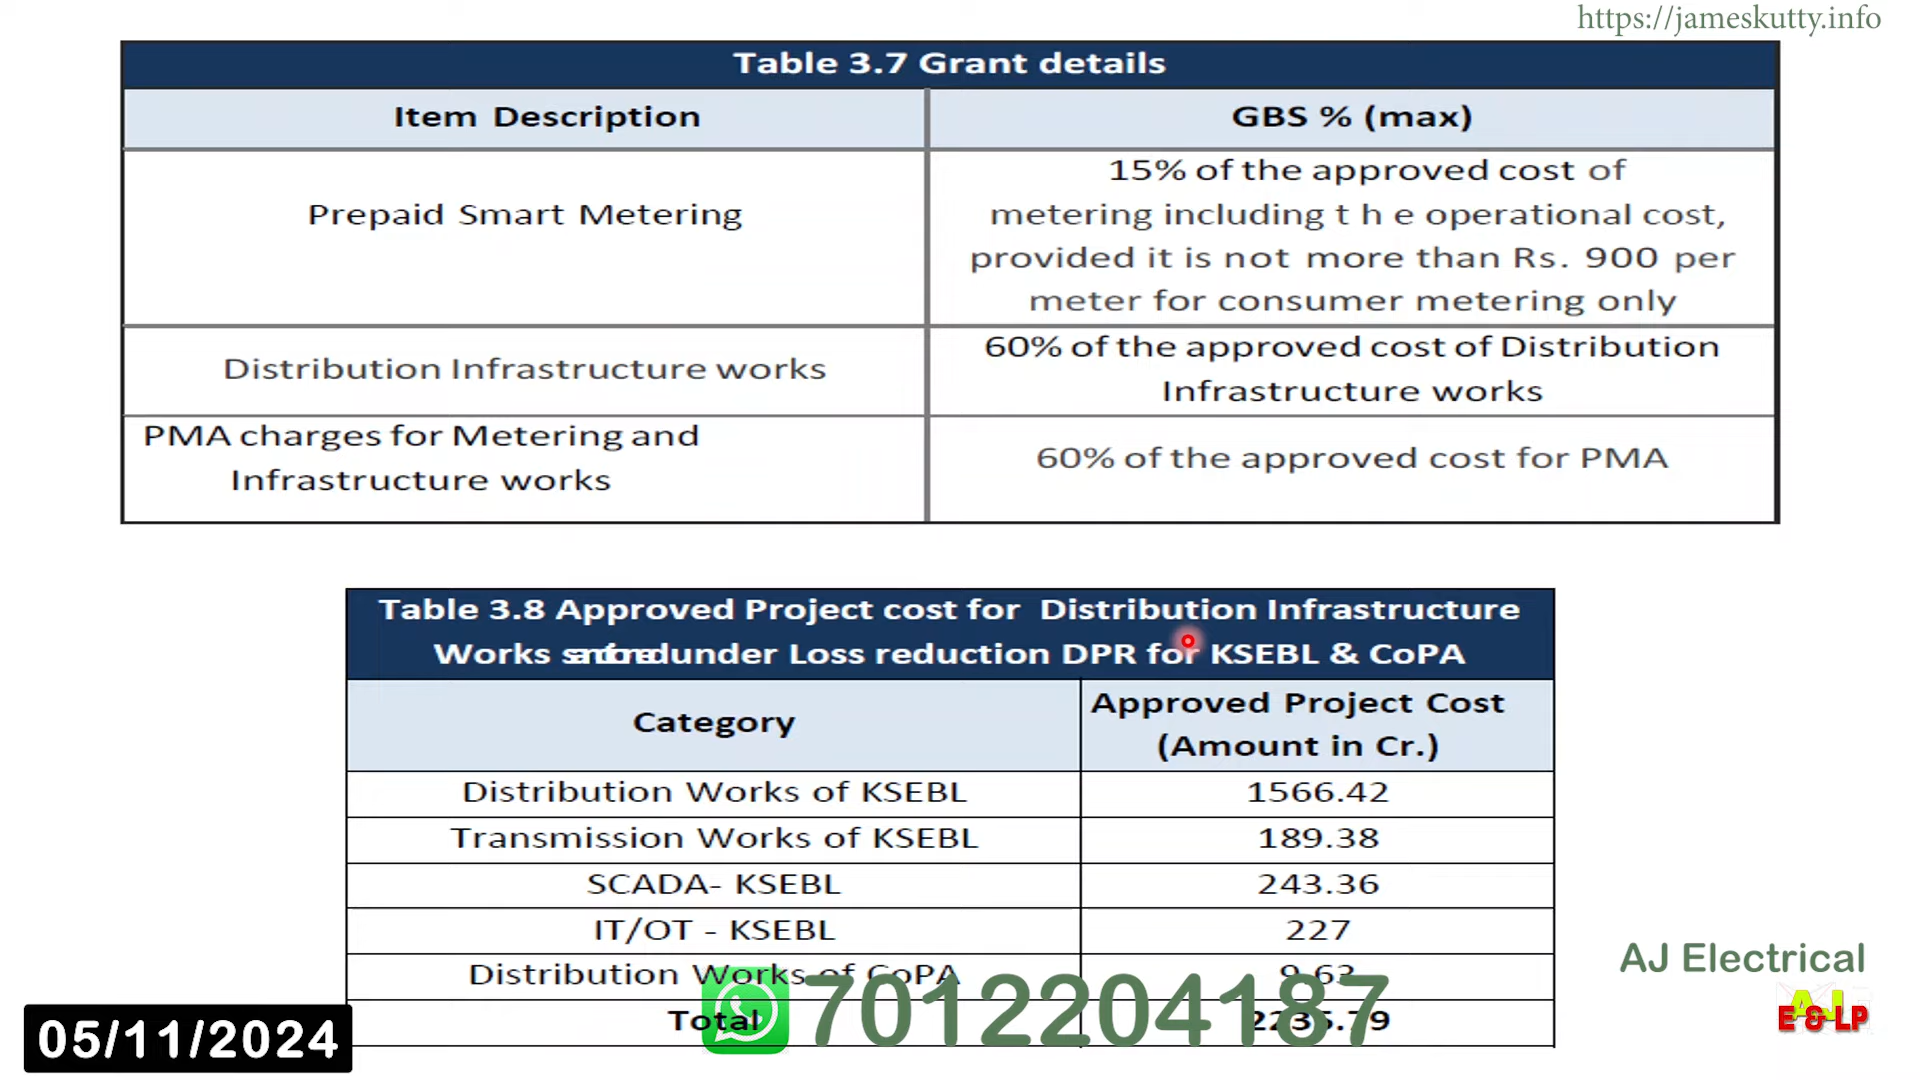 https://jameskutty.info
Table 3.7 Grant details
Item Description
GBS % (max)
Prepaid Smart Metering
15% of the approved cost of
metering including t h e operational cost,
provided it is not more than Rs. 900 per
meter for consumer metering only
Distribution Infrastructure works
60% of the approved cost of Distribution
Infrastructure works
PMA charges for Metering and
Infrastructure works
60% of the approved cost for PMA
Table 3.8 Approved Project cost for Distribution Infrastructure
Works under Loss reduction DPR for KSEBL & CoPA
Category
Approved Project Cost
(Amount in Cr.)
Distribution Works of KSEBL
1566.42
Transmission Works of KSEBL
189.38
SCADA- KSEBL
243.36
IT/OT - KSEBL
227
Distribution Works of CoPA
9.63
Total
2235.79
7012204187
05/11/2024
AJ Electrical
AJ
E & LP